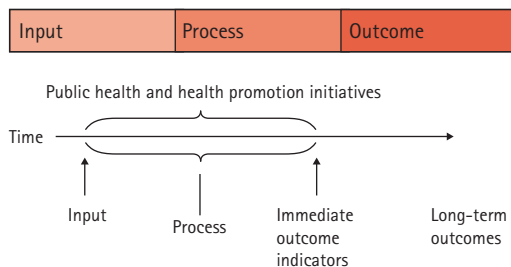 Input Process Outcome
Public health and health promotion initiatives
Time
Input
Process
Immediate
outcome
indicators
Long-term
outcomes